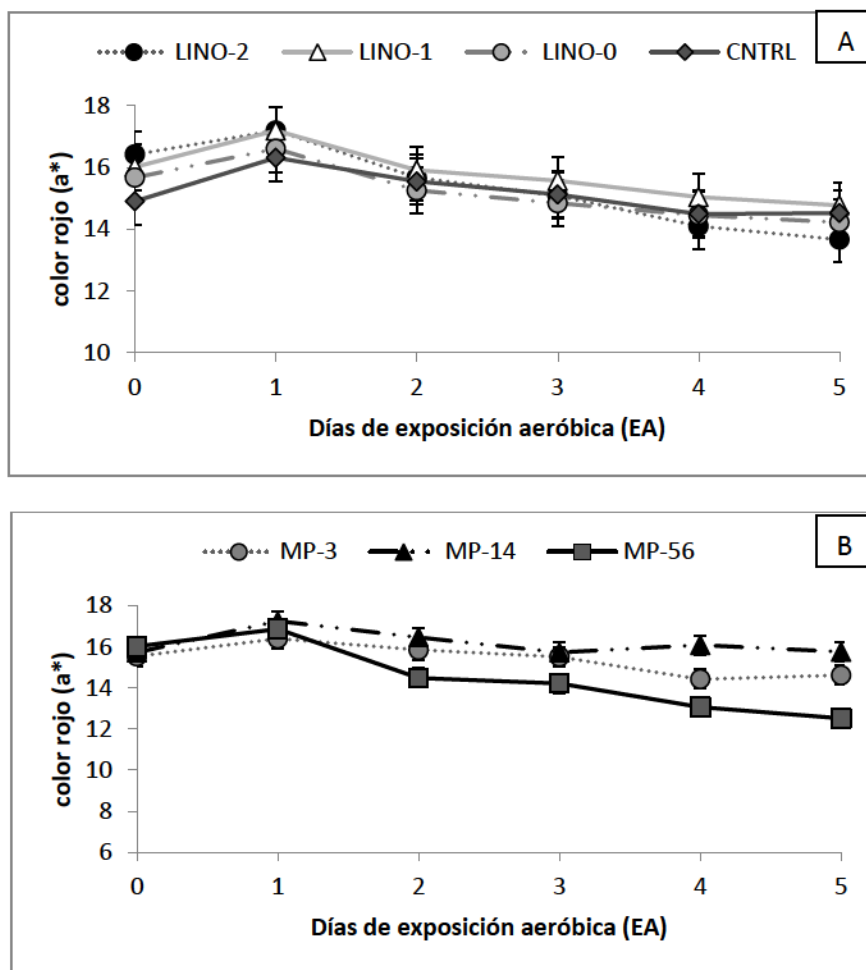 A
LINO-2 LINO-1 LINO-0 CNTRL
18
16
14
12
10
color rojo (a*)
0 1 2 3 4 5
Días de exposición aeróbica (EA)
B
MP-3 MP-14 MP-56
18
16
14
12
10
8
6
color rojo (a*)
0 1 2 3 4 5
Días de exposición aeróbica (EA)